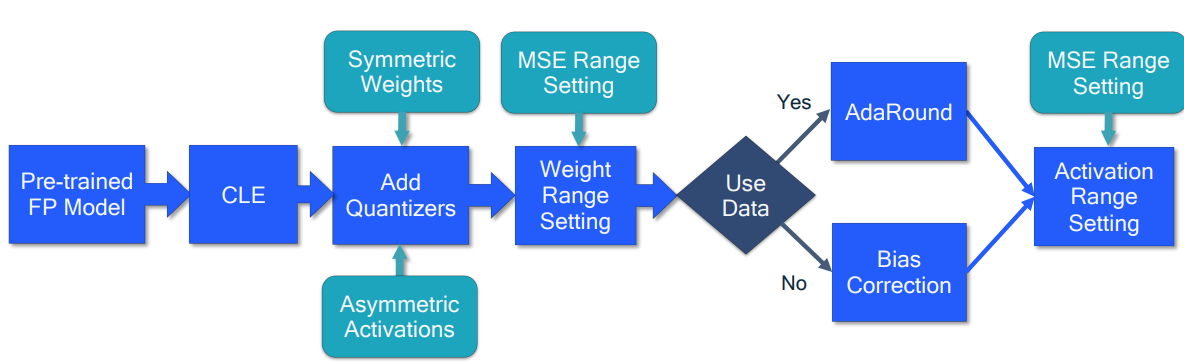 Pre-trained
FP Model
CLE
Symmetric
Weights
Add
Quantizers
Asymmetric
Activations
MSE Range
Setting
Weight
Range
Setting
Use
Data
Yes
AdaRound
No
Bias
Correction
MSE Range
Setting
Activation
Range
Setting